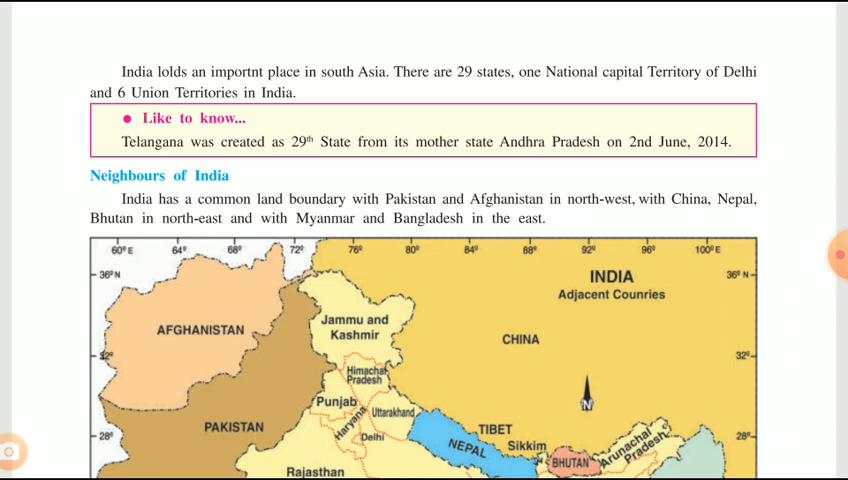 India lolds an importnt place in south Asia. There are 29 states, one National capital Territory of Delhi
and 6 Union Territories in India.
● Like to know...
Telangana was created as 29th State from its mother state Andhra Pradesh on 2nd June, 2014.
Neighbours of India
India has a common land boundary with Pakistan and Afghanistan in north-west, with China, Nepal,
Bhutan in north-east and with Myanmar and Bangladesh in the east.
60° E 64° 68° 72° 76° 80° 84° 88° 92° 96° 100° E
36° N
INDIA
36° N
Adjacent Counries
AFGHANISTAN
Jammu and
Kashmir
CHINA
32°
32°
Himachal
Pradesh
Punjab
Haryana
Uttarakhand
N
PAKISTAN
Delhi
TIBET
28°
28°
NEPAL
Sikkim
BHUTAN
Arunachal
Pradesh
Rajasthan